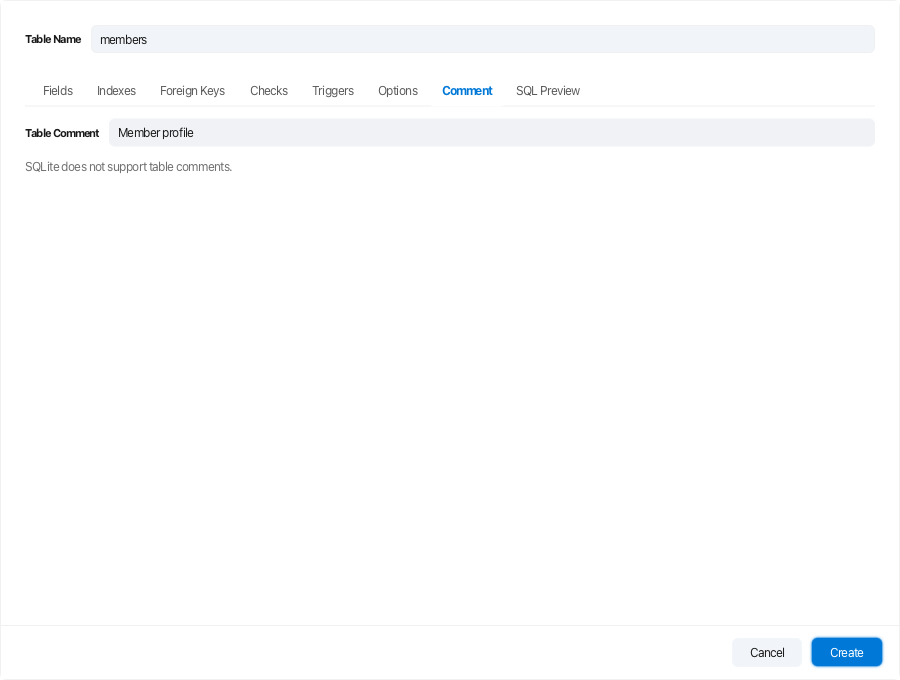 Table Name members
Fields Indexes Foreign Keys Checks Triggers Options Comment SQL Preview
Table Comment Member profile
SQLite does not support table comments.
Cancel Create